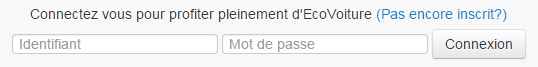 Connectez vous pour profiter pleinement d'EcoVoiture (Pas encore inscrit?)
Identifiant Mot de passe Connexion